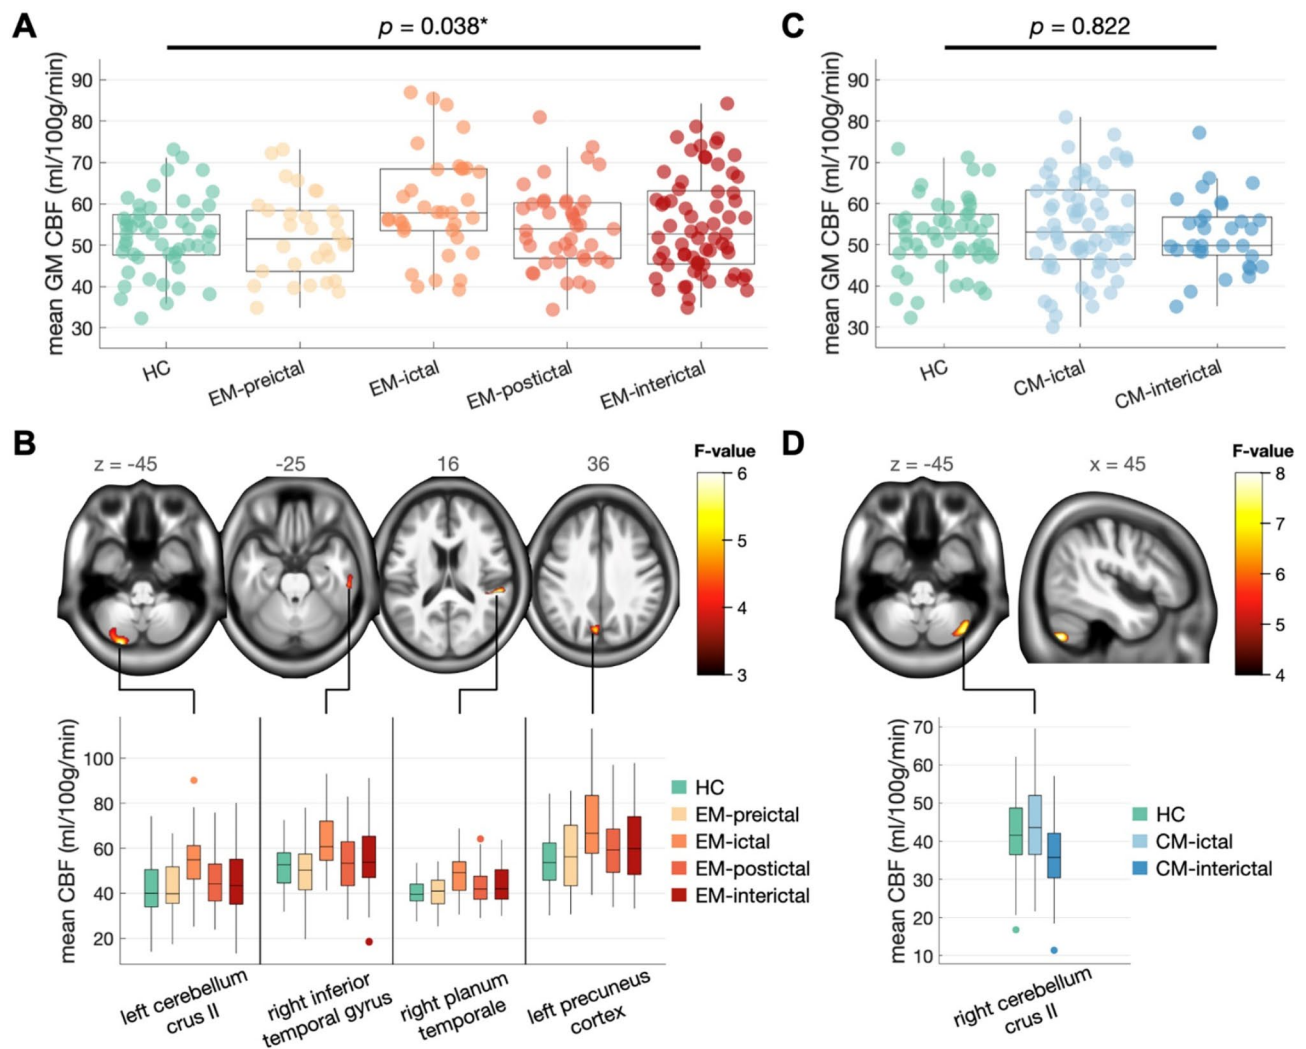 A
p = 0.038*
mean GM CBF (ml/100g/min)
90
80
70
60
50
40
30
HC
EM-preictal
EM-ictal
EM-postictal
EM-interictal
C
p = 0.822
mean GM CBF (ml/100g/min)
90
80
70
60
50
40
30
HC
CM-ictal
CM-interictal
B
z = -45
-25
16
36
F-value
6
5
4
3
mean CBF (ml/100g/min)
100
80
60
40
20
left cerebellum
crus II
right inferior
temporal gyrus
right planum
temporale
left precuneus
cortex
HC
EM-preictal
EM-ictal
EM-postictal
EM-interictal
D
z = -45
x = 45
F-value
8
7
6
5
4
mean CBF (ml/100g/min)
70
60
50
40
30
20
10
right cerebellum
crus II
HC
CM-ictal
CM-interictal